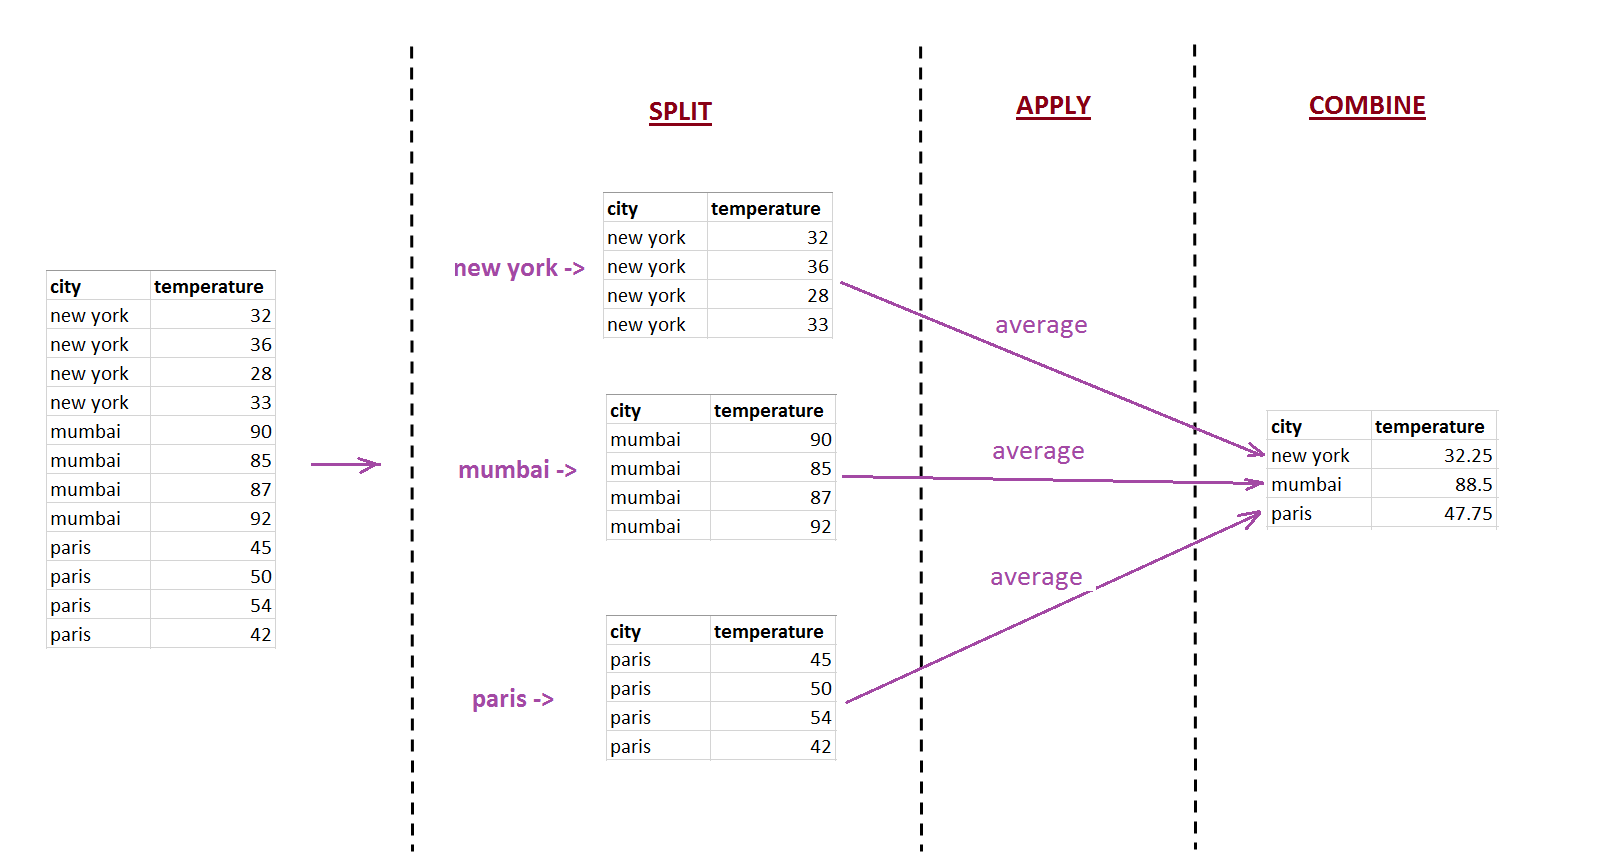 SPLIT
APPLY
COMBINE
city temperature
new york 32
new york 36
new york 28
new york 33
mumbai 90
mumbai 85
mumbai 87
mumbai 92
paris 45
paris 50
paris 54
paris 42
new york ->
city temperature
new york 32
new york 36
new york 28
new york 33
mumbai ->
city temperature
mumbai 90
mumbai 85
mumbai 87
mumbai 92
paris ->
city temperature
paris 45
paris 50
paris 54
paris 42
average
average
average
city temperature
new york 32.25
mumbai 88.5
paris 47.75